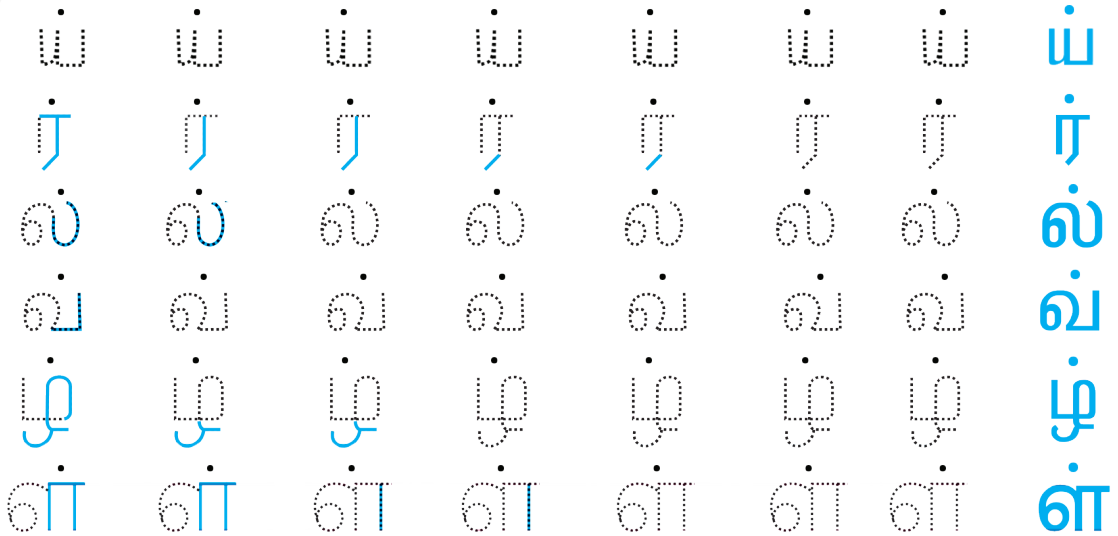 ய் ய் ய் ய் ய் ய் ய் ய்
ர் ர் ர் ர் ர் ர் ர் ர்
ல் ல் ல் ல் ல் ல் ல் ல்
வ் வ் வ் வ் வ் வ் வ் வ்
ழ் ழ் ழ் ழ் ழ் ழ் ழ் ழ்
ள் ள் ள் ள் ள் ள் ள் ள்